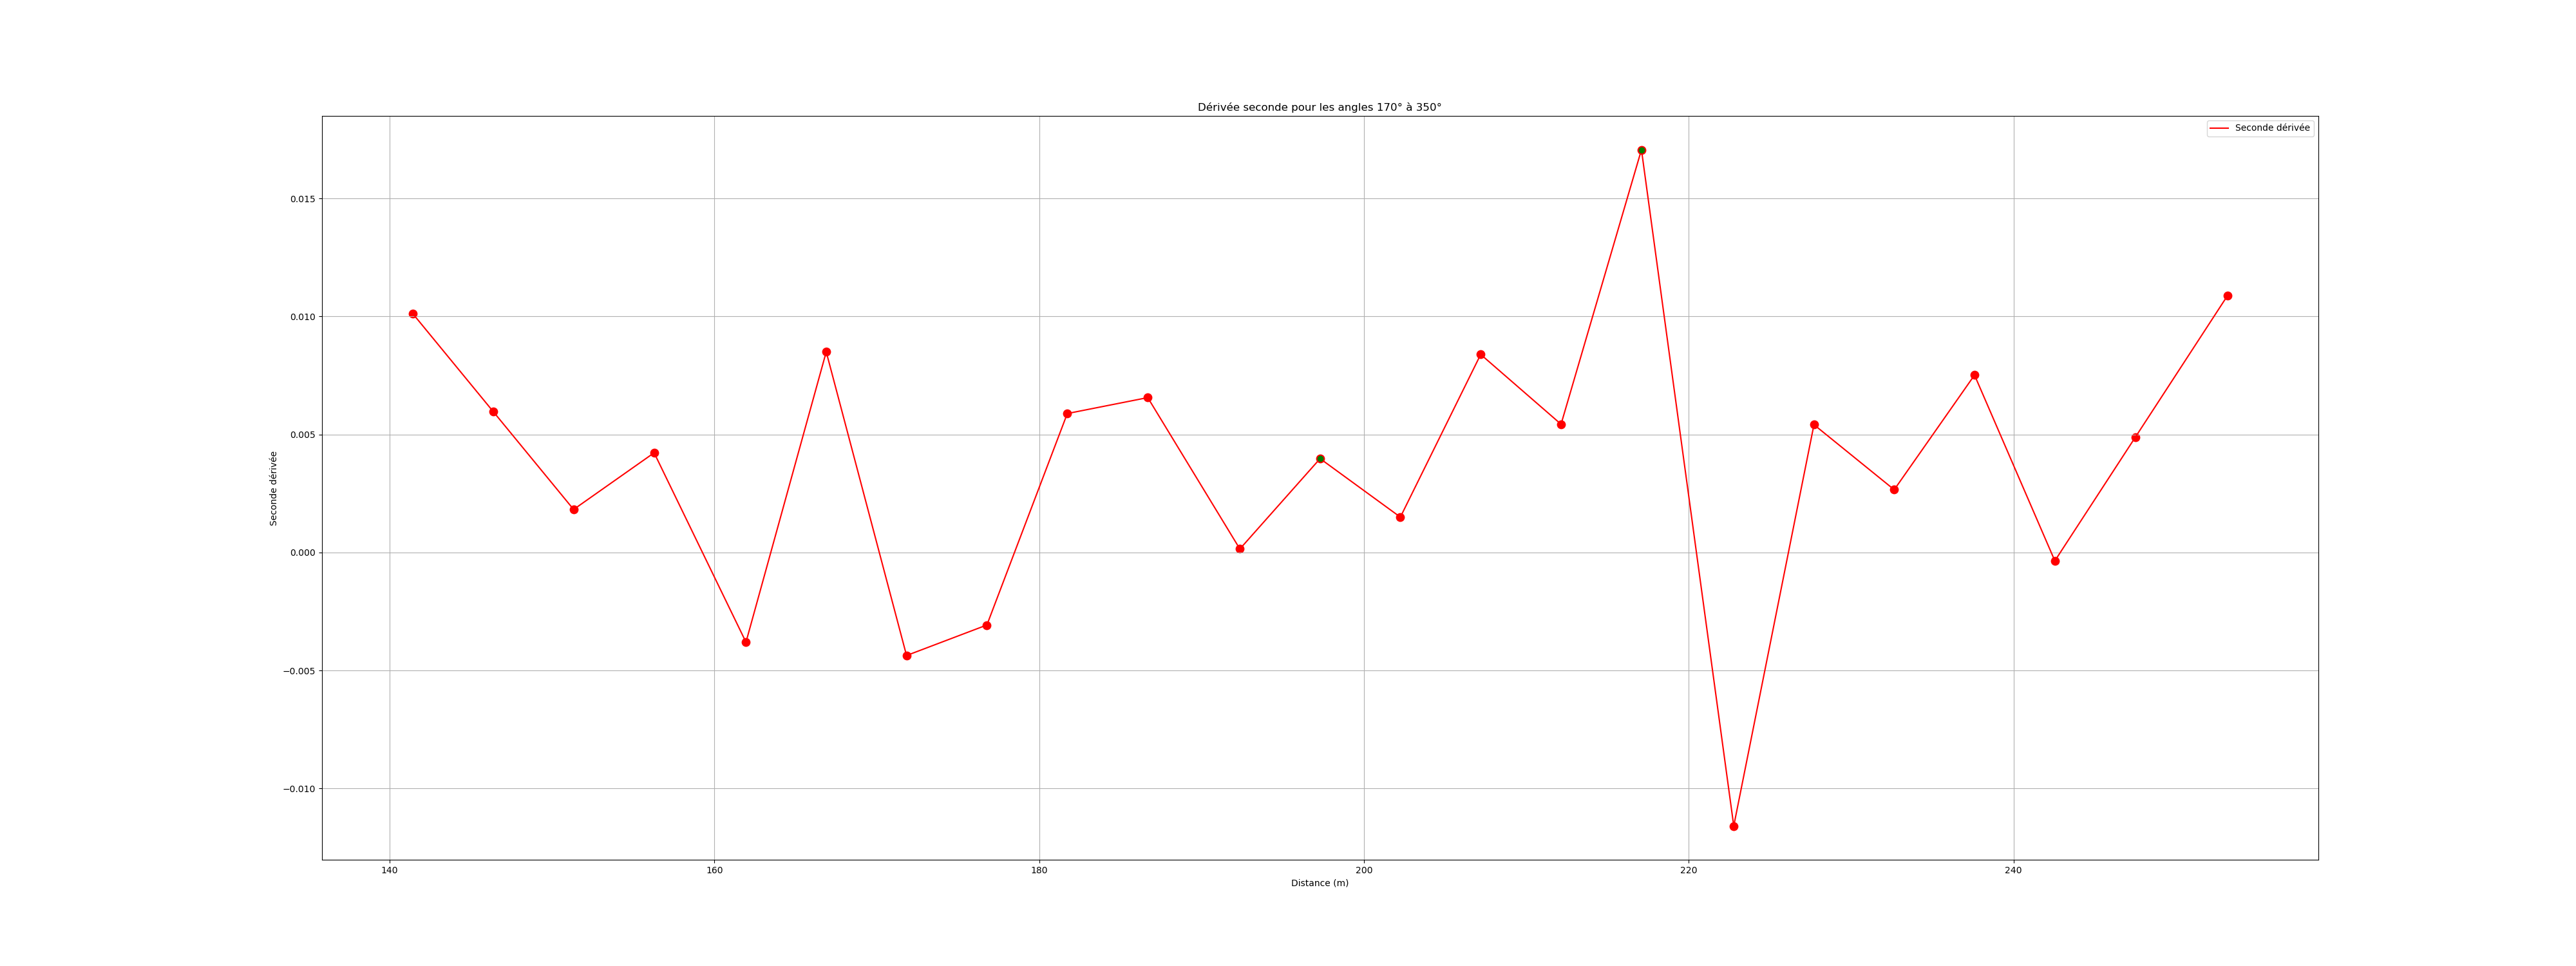 Dérivée seconde pour les angles 170° à 350°
Seconde dérivée
0.015
0.010
0.005
0.000
−0.005
−0.010
Seconde dérivée
140 160 180 200 220 240
Distance (m)